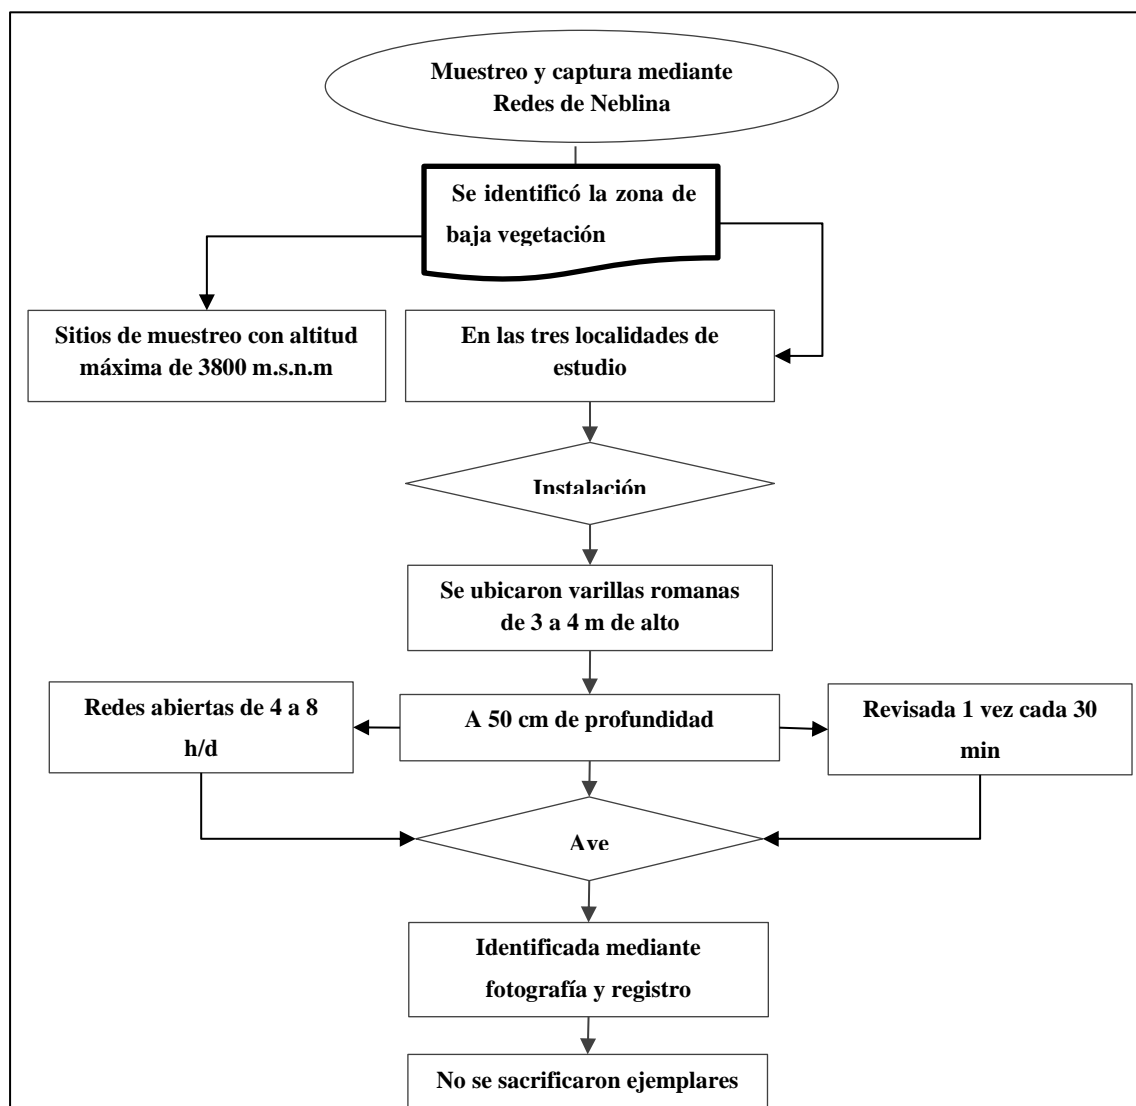 Muestreo y captura mediante
Redes de Neblina
Se identificó la zona de
baja vegetación
Sitios de muestreo con altitud
máxima de 3800 m.s.n.m
En las tres localidades de
estudio
Instalación
Se ubicaron varillas romanas
de 3 a 4 m de alto
Redes abiertas de 4 a 8
h/d
A 50 cm de profundidad
Revisada 1 vez cada 30
min
Ave
Identificada mediante
fotografía y registro
No se sacrificaron ejemplares